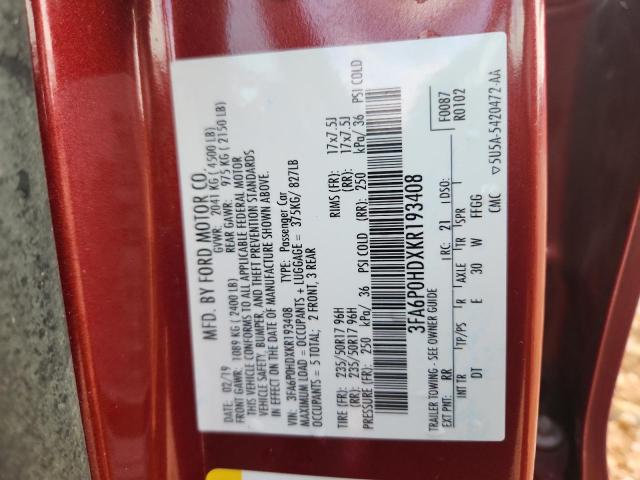 MFD. BY FORD MOTOR CO.
DATE: 02/19 GVWR: 2041 KG ( 4500 LB)
FRONT GAWR: 1089 KG ( 2400 LB) REAR GAWR: 975 KG ( 2150 LB)
THIS VEHICLE CONFORMS TO ALL APPLICABLE FEDERAL MOTOR
VEHICLE SAFETY, BUMPER, AND THEFT PREVENTION STANDARDS
IN EFFECT ON THE DATE OF MANUFACTURE SHOWN ABOVE.
VIN: 3FA6P0HDXKR193408 TYPE: Passenger Car
MAXIMUM LOAD = OCCUPANTS + LUGGAGE = 375KG/ 827LB
OCCUPANTS = 5 TOTAL; 2 FRONT, 3 REAR
TIRE (FR): 235/50R17 96H RIMS (FR): 17x7.5J
(RR): 235/50R17 96H (RR): 17x7.5J
PRESSURE (FR): 250 kPa/ 36 PSI COLD (RR): 250 kPa/ 36 PSI COLD
3FA6P0HDXKR193408
F0087
R0102
TRAILER TOWING - SEE OWNER GUIDE
EXT PNT: RR RC: 21 DSO:
INT TR TP/PS R AXLE TR SPR
DT E 30 W FFGG
CMC ▽5U5A-5420472-AA